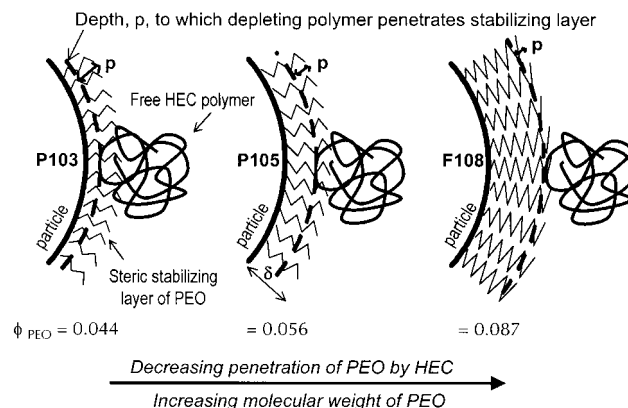 Depth, p, to which depleting polymer penetrates stabilizing layer
p
p
p
Free HEC polymer
P103
P105
F108
particle
particle
particle
δ
Steric stabilizing
layer of PEO
ϕ PEO = 0.044
= 0.056
= 0.087
Decreasing penetration of PEO by HEC
Increasing molecular weight of PEO